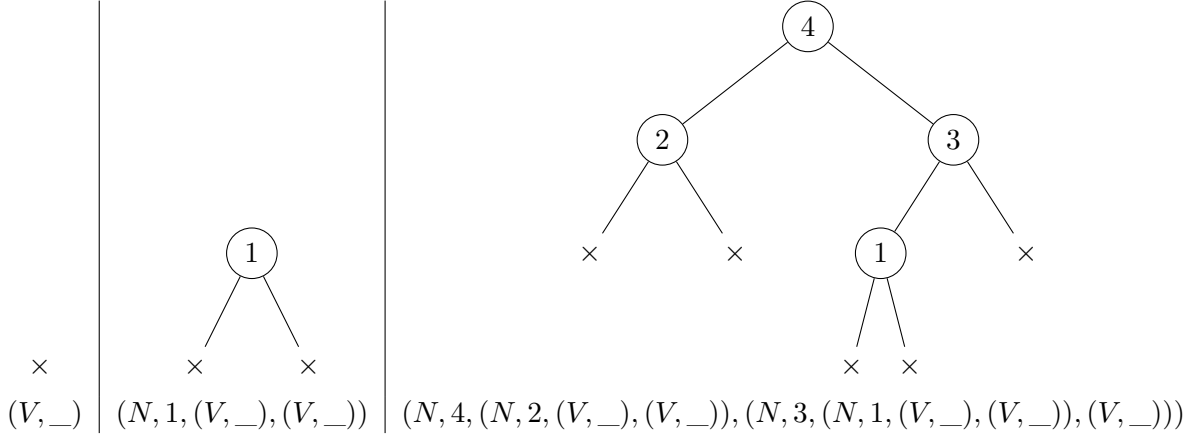 4
2 3
× × 1 ×
1
× × × × ×
(V, _) (N, 1, (V, _), (V, _)) (N, 4, (N, 2, (V, _), (V, _)), (N, 3, (N, 1, (V, _), (V, _)), (V, _)))